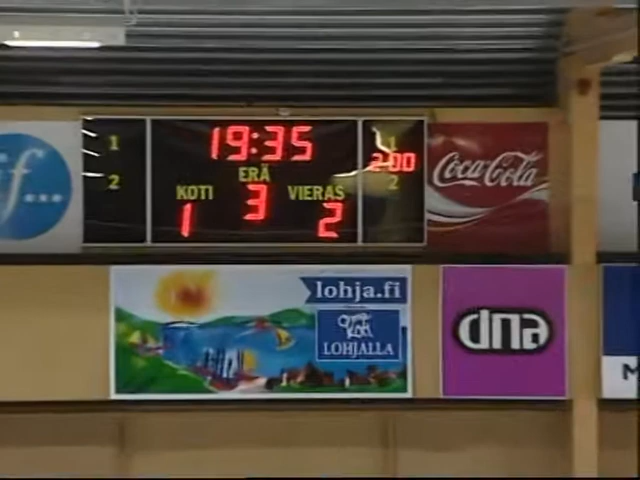 19:35
1
2
ERÄ
KOTI 3 VIERAS
1 2
1
2:00
2
Coca-Cola
f
lohja.fi
LOHJALLA
dna
M